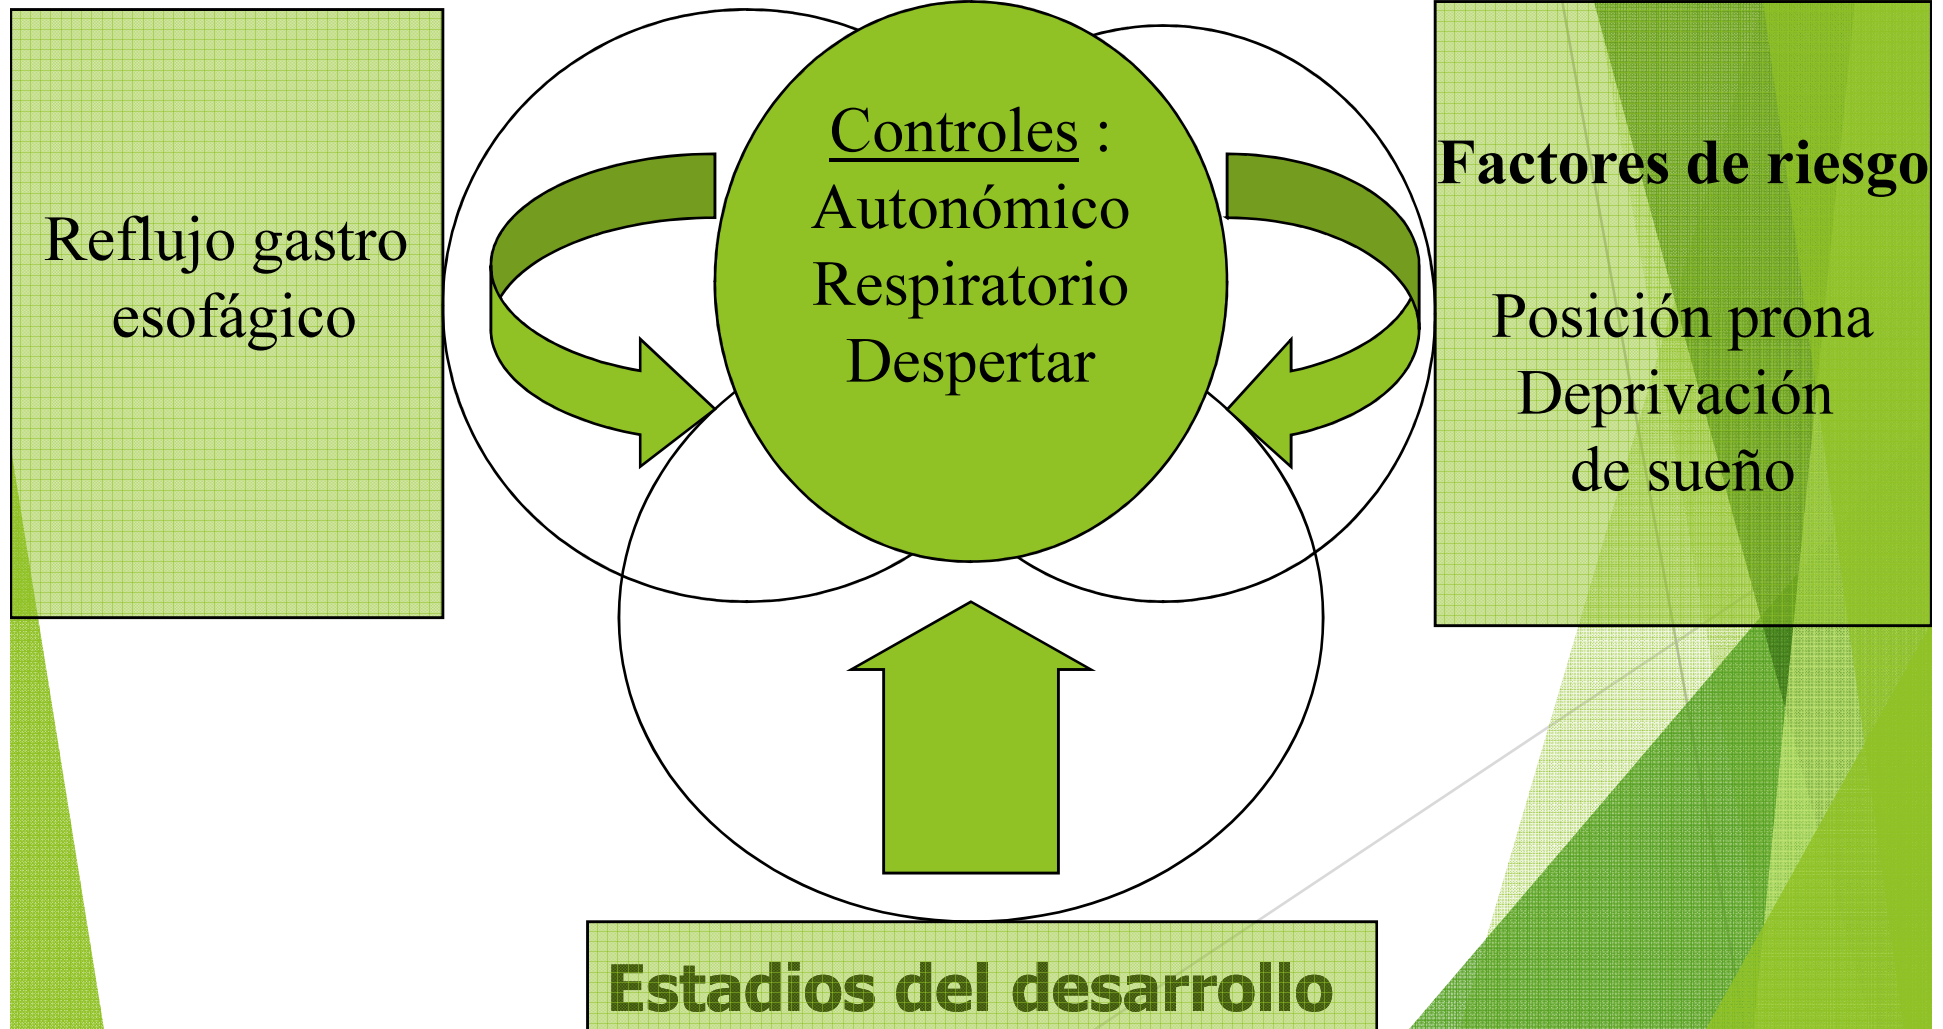 Reflujo gastro
esofágico
Controles :
Autonómico
Respiratorio
Despertar
Factores de riesgo
Posición prona
Deprivación
de sueño
Estadios del desarrollo